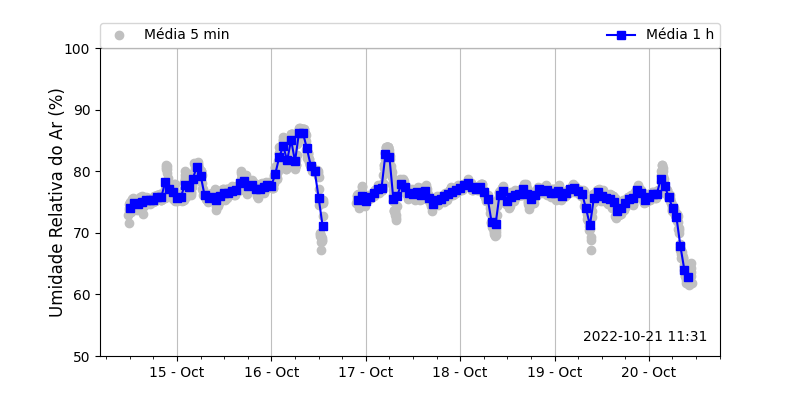 Média 5 min
Média 1 h
Umidade Relativa do Ar (%)
100
90
80
70
60
50
2022-10-21 11:31
15 - Oct
16 - Oct
17 - Oct
18 - Oct
19 - Oct
20 - Oct